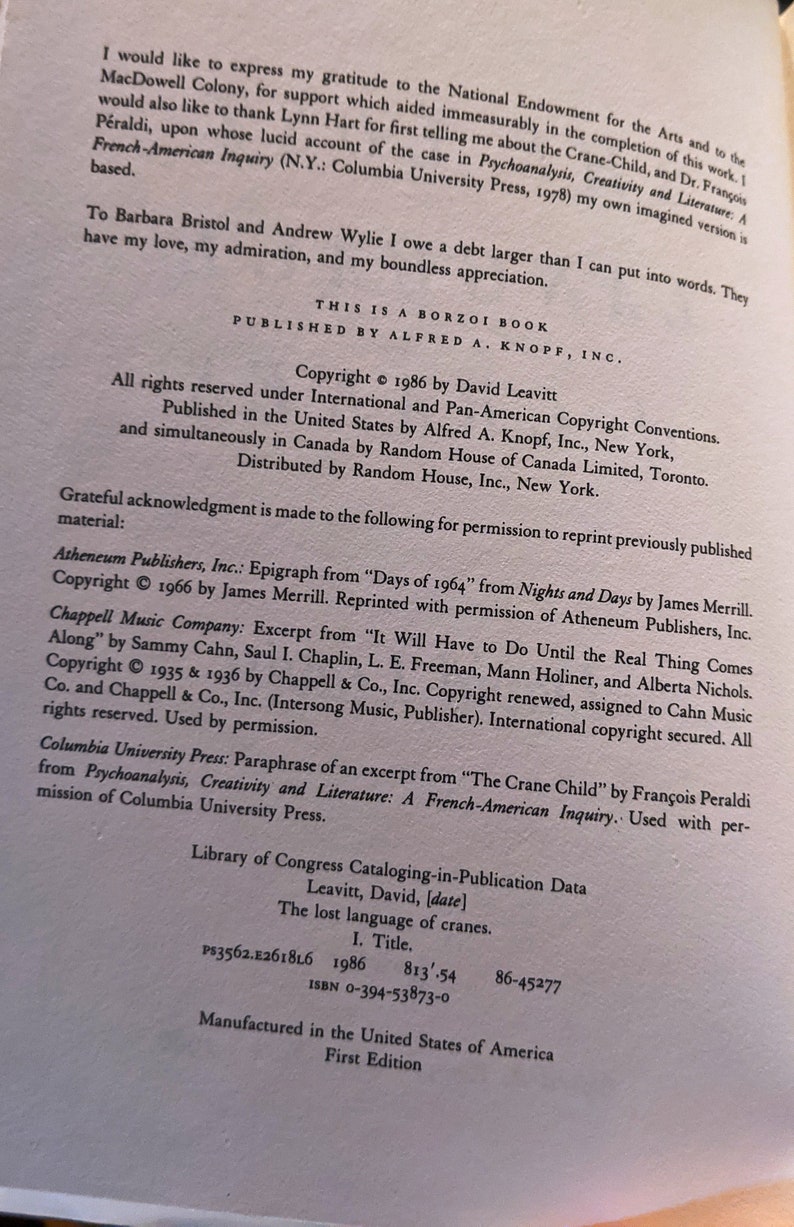 I would like to express my gratitude to the National Endowment for the Arts and to the
MacDowell Colony, for support which aided immeasurably in the completion of this work. I
would also like to thank Lynn Hart for first telling me about the Crane-Child, and Dr. François
Péraldi, upon whose lucid account of the case in Psychoanalysis, Creativity and Literature: A
French-American Inquiry (N.Y.: Columbia University Press, 1978) my own imagined version is
based.
To Barbara Bristol and Andrew Wylie I owe a debt larger than I can put into words. They
have my love, my admiration, and my boundless appreciation.
THIS IS A BORZOI BOOK
PUBLISHED BY ALFRED A. KNOPF, INC.
Copyright © 1986 by David Leavitt
All rights reserved under International and Pan-American Copyright Conventions.
Published in the United States by Alfred A. Knopf, Inc., New York,
and simultaneously in Canada by Random House of Canada Limited, Toronto.
Distributed by Random House, Inc., New York.
Grateful acknowledgment is made to the following for permission to reprint previously published
material:
Atheneum Publishers, Inc.: Epigraph from “Days of 1964” from Nights and Days by James Merrill.
Copyright © 1966 by James Merrill. Reprinted with permission of Atheneum Publishers, Inc.
Chappell Music Company: Excerpt from “It Will Have to Do Until the Real Thing Comes
Along” by Sammy Cahn, Saul I. Chaplin, L. E. Freeman, Mann Holiner, and Alberta Nichols.
Copyright © 1935 & 1936 by Chappell & Co., Inc. Copyright renewed, assigned to Cahn Music
Co. and Chappell & Co., Inc. (Intersong Music, Publisher). International copyright secured. All
rights reserved. Used by permission.
Columbia University Press: Paraphrase of an excerpt from “The Crane Child” by François Peraldi
from Psychoanalysis, Creativity and Literature: A French-American Inquiry. Used with per-
mission of Columbia University Press.
Library of Congress Cataloging-in-Publication Data
Leavitt, David, [date]
The lost language of cranes.
I. Title.
PS3562.E2618L6 1986 813'.54 86-45277
ISBN 0-394-53873-0
Manufactured in the United States of America
First Edition